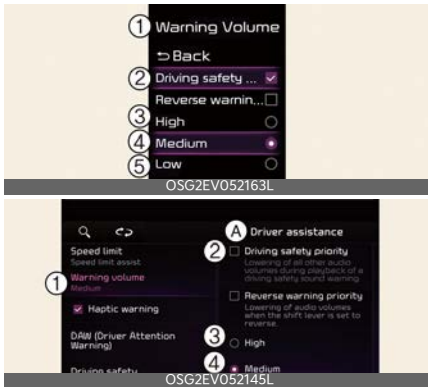 ① Warning Volume
Back
② Driving safety ...
Reverse warnin...
③ High
④ Medium
⑤ Low
OSG2EV052163L
Ⓐ Driver assistance
Speed limit
Speed limit assist
① Warning volume
Medium
Haptic warning
DAW (Driver Attention
Warning)
Driving safety
② Driving safety priority
Lowering of all other audio
volumes during playback of a
driving safety sound warning.
Reverse warning priority
Lowering of audio volumes
when the shift lever is set to
reverse.
③ High
④ Medium
OSG2EV052145L